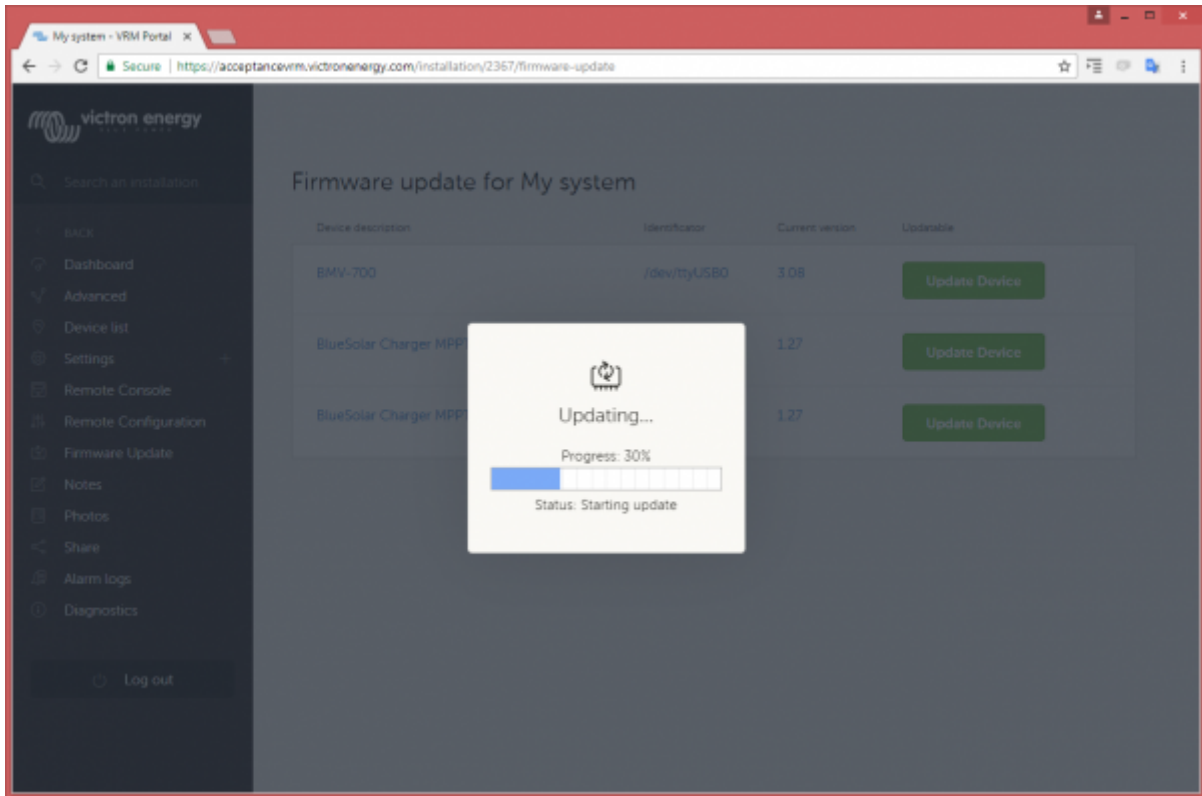 My system - VRM Portal
Secure | https://acceptancevrm.victronenergy.com/installation/2367/firmware-update
victron energy
BLUE POWER
Search an installation
BACK
Dashboard
Advanced
Device list
Settings
Remote Console
Remote Configuration
Firmware Update
Notes
Photos
Share
Alarm logs
Diagnostics
Log out
Firmware update for My system
Device description Identificator Current version Updatable
BMV-700 /dev/ttyUSB0 3.08 Update Device
BlueSolar Charger MPPT 1.27 Update Device
BlueSolar Charger MPPT 1.27 Update Device
Updating...
Progress: 30%
Status: Starting update